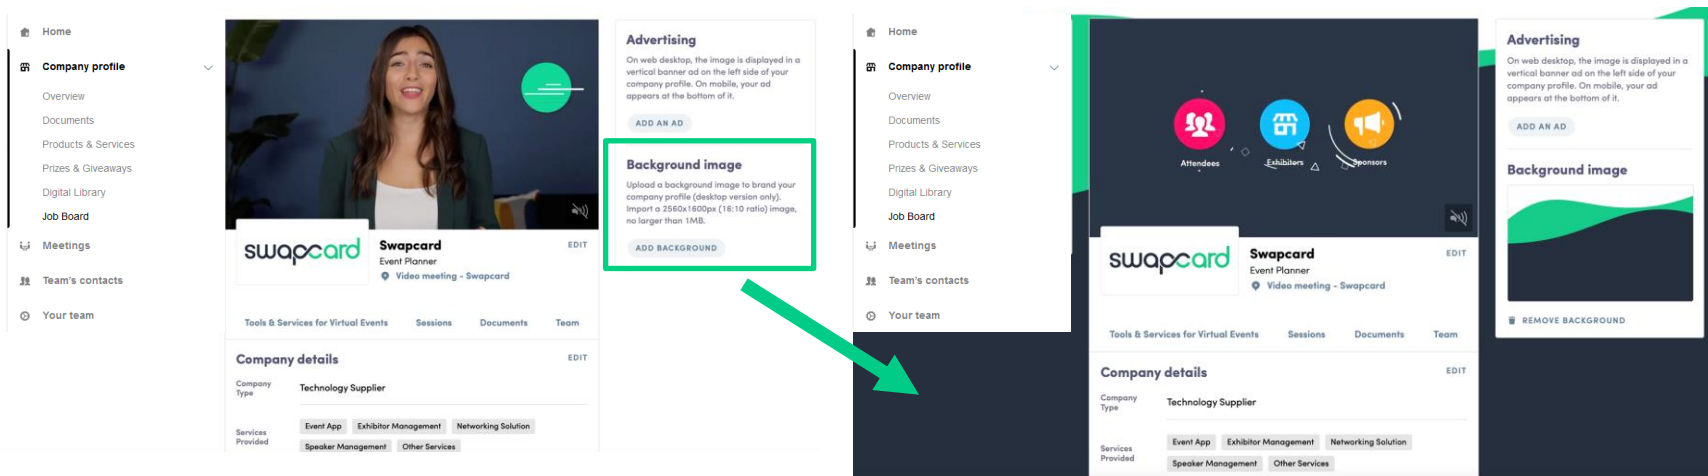 Home
Company profile
Overview
Documents
Products & Services
Prizes & Giveaways
Digital Library
Job Board
Meetings
Team's contacts
Your team
swapcard
Swapcard
EDIT
Event Planner
Video meeting - Swapcard
Tools & Services for Virtual Events Sessions Documents Team
Company details
EDIT
Company
Type
Technology Supplier
Services
Provided
Event App Exhibitor Management Networking Solution
Speaker Management Other Services
Advertising
On web desktop, the image is displayed in a
vertical banner ad on the left side of your
company profile. On mobile, your ad
appears at the bottom of it.
ADD AN AD
Background image
Upload a background image to brand your
profile (desktop version only).
Import a 2560x1600px (16:10 ratio) image,
no larger than 1MB.
ADD BACKGROUND
Home
Company profile
Overview
Documents
Products & Services
Prizes & Giveaways
Digital Library
Job Board
Meetings
Team's contacts
Your team
Attendees Exhibitors Sponsors
swapcard
Swapcard
EDIT
Event Planner
Video meeting - Swapcard
Tools & Services for Virtual Events Sessions Documents Team
Company details
EDIT
Company
Type
Technology Supplier
Services
Provided
Event App Exhibitor Management Networking Solution
Speaker Management Other Services
Advertising
On web desktop, the image is displayed in a
vertical banner ad on the left side of your
company profile. On mobile, your ad
appears at the bottom of it.
ADD AN AD
Background image
REMOVE BACKGROUND